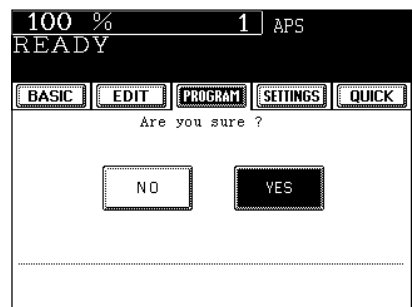 100 % 1 APS
READY
BASIC EDIT PROGRAM SETTINGS QUICK
Are you sure ?
NO YES